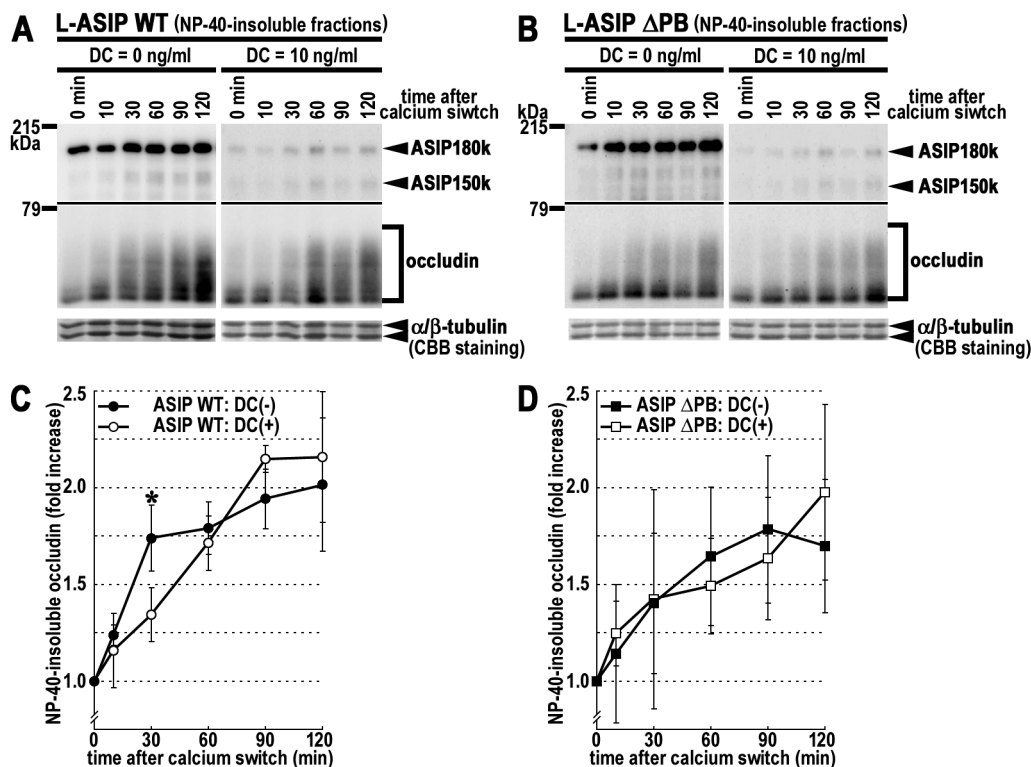 A L-ASIP WT (NP-40-insoluble fractions)
DC = 0 ng/ml DC = 10 ng/ml
0 min 10 30 60 90 120 0 min 10 30 60 90 120 time after calcium siwtch
215
kDa
ASIP180k
ASIP150k
79
occludin
α/β-tubulin
(CBB staining)
B L-ASIP ΔPB (NP-40-insoluble fractions)
DC = 0 ng/ml DC = 10 ng/ml
0 min 10 30 60 90 120 0 min 10 30 60 90 120 time after calcium siwtch
kDa
215
ASIP180k
ASIP150k
79
occludin
α/β-tubulin
(CBB staining)
C
NP-40-insoluble occludin (fold increase)
2.5
2.0
1.5
1.0
ASIP WT: DC(-)
ASIP WT: DC(+)
*
0 30 60 90 120
time after calcium switch (min)
D
NP-40-insoluble occludin (fold increase)
2.5
2.0
1.5
1.0
ASIP ΔPB: DC(-)
ASIP ΔPB: DC(+)
0 30 60 90 120
time after calcium switch (min)